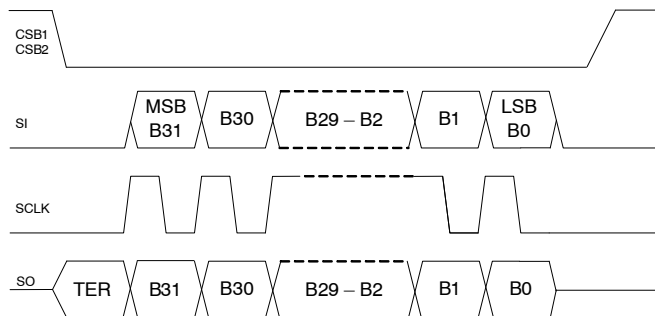 CSB1
CSB2
SI
MSB
B31
B30
B29 – B2
B1
LSB
B0
SCLK
SO
TER
B31
B30
B29 – B2
B1
B0